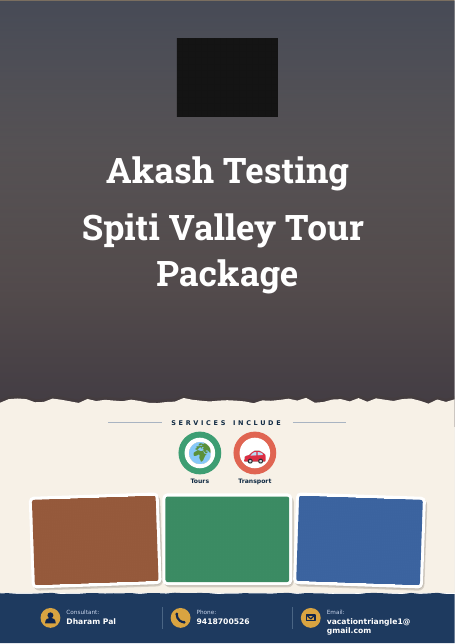 Akash Testing
Spiti Valley Tour
Package
SERVICES INCLUDE
Tours
Transport
Consultant:
Dharam Pal
Phone:
9418700526
Email:
vacationtriangle1@
gmail.com